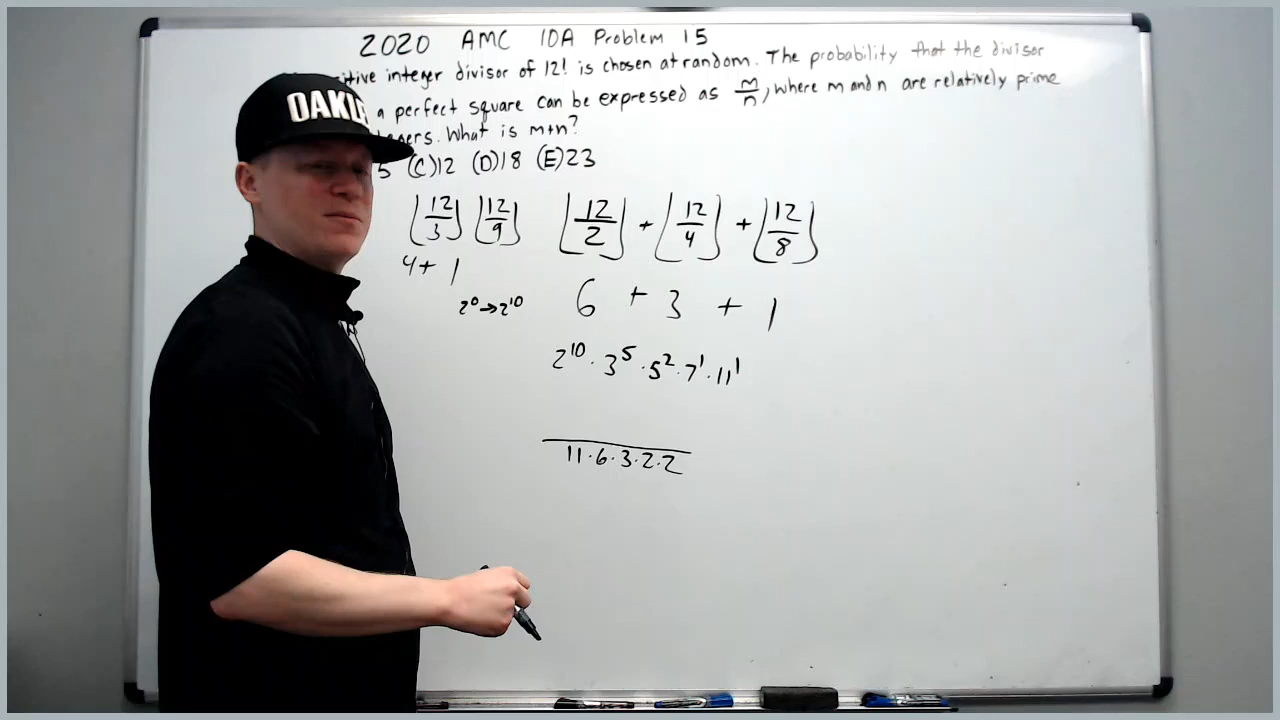 2020 AMC 10A Problem 15
integer divisor of 12! is chosen at random. The probability that the divisor
a perfect square can be expressed as m/n, where m and n are relatively prime
What is m+n?
5 (C)12 (D)18 (E)23
OAKL
⌊12/3⌋ ⌊12/9⌋ ⌊12/2⌋ + ⌊12/4⌋ + ⌊12/8⌋
4+ 1
2⁰→2¹⁰ 6 + 3 + 1
2¹⁰·3⁵·5²·7¹·11¹
11·6·3·2·2